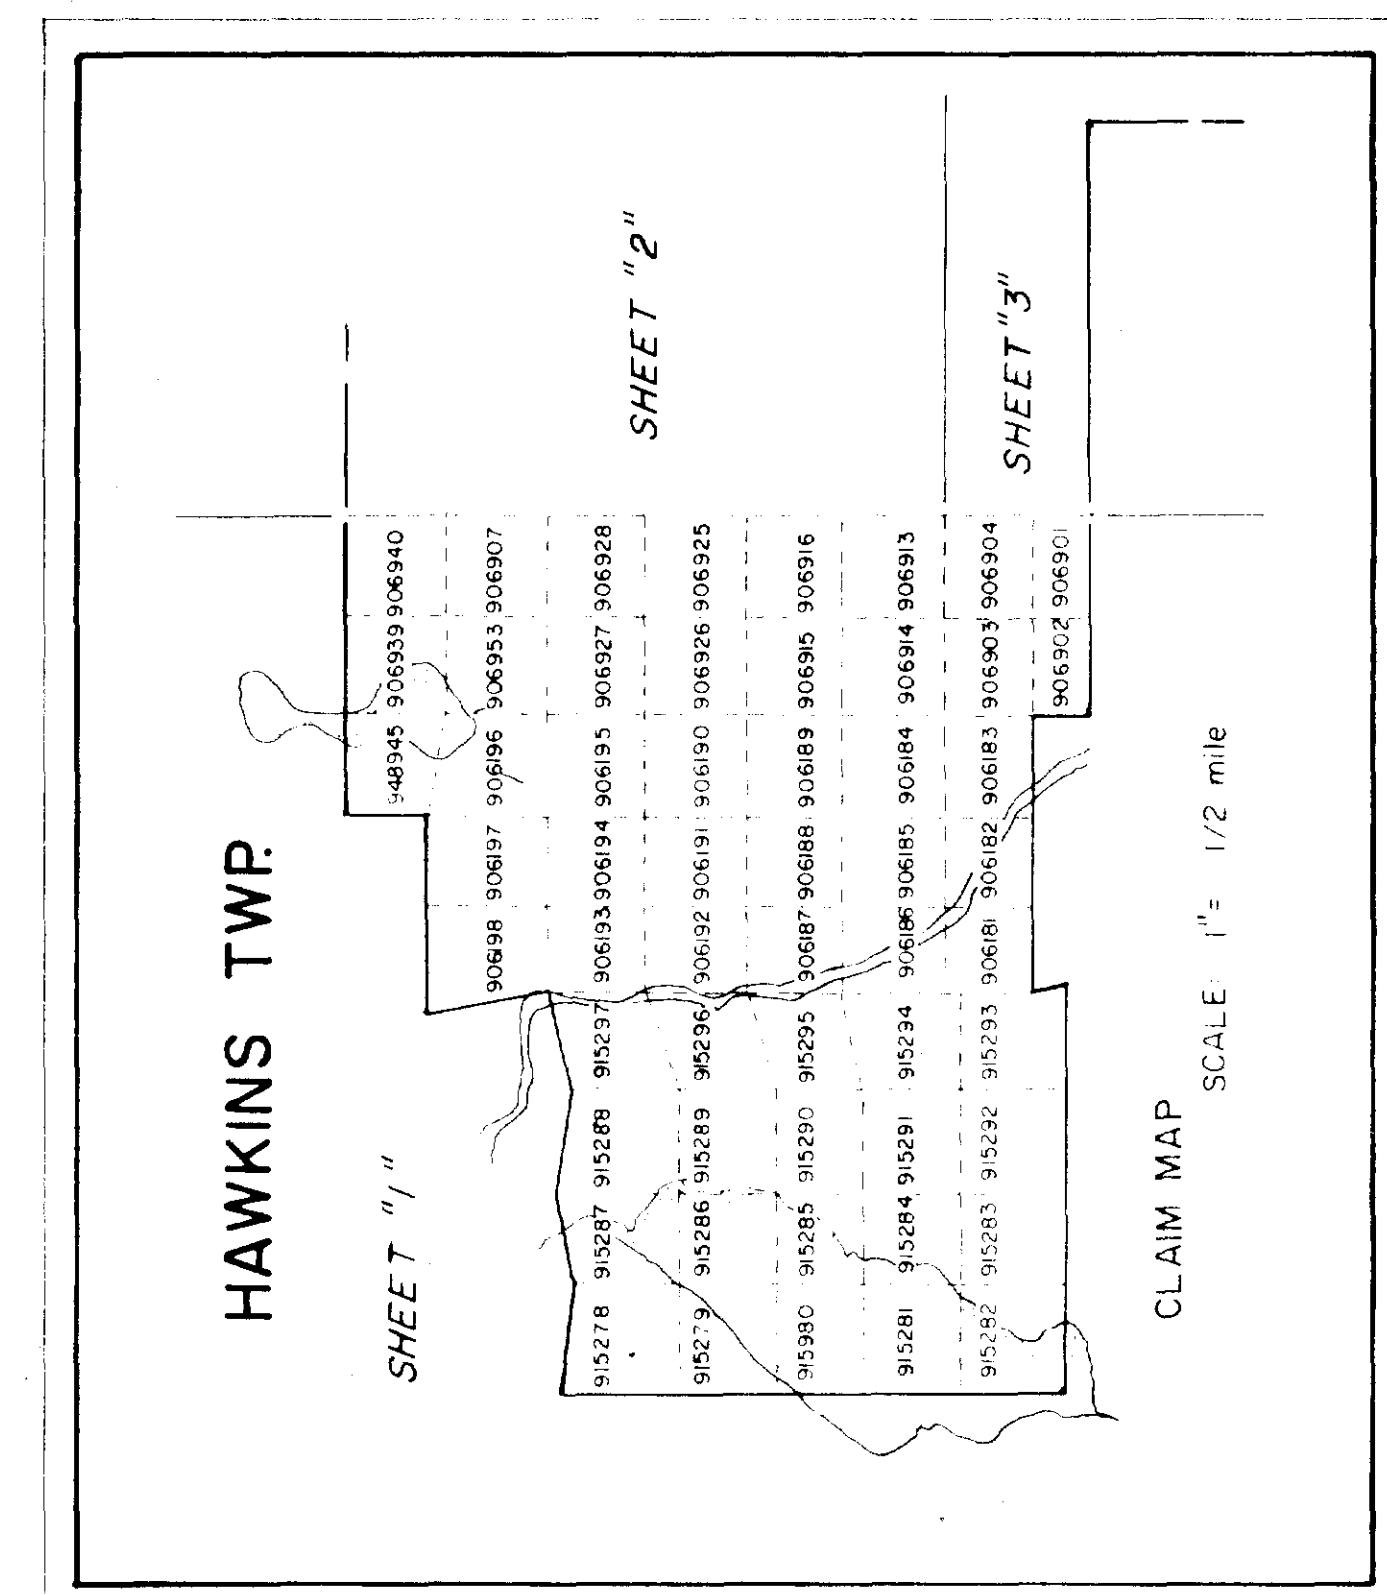 HAWKINS TWP.
SHEET "1"
SHEET "2"
948945 906939 906940
906198 906197 906196 906953 906907
915278 915287 915288 915297 906193 906194 906195 906927 906928
915279 915286 915289 915296 906192 906191 906190 906926 906925
915980 915285 915290 915295 906187 906188 906189 906915 906916
915281 915284 915291 915294 906186 906185 906184 906914 906913
915282 915283 915292 915293 906181 906182 906183 906903 906904
SHEET "3"
906902 906901
CLAIM MAP
SCALE: 1"= 1/2 mile